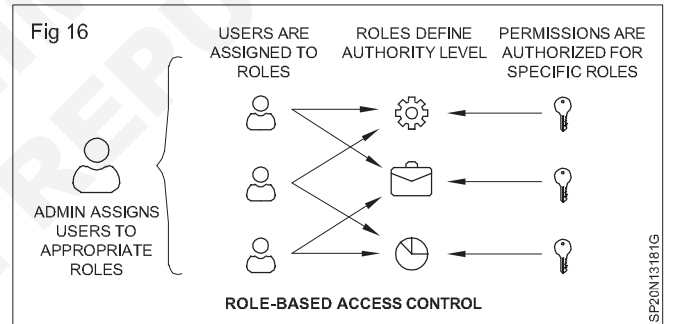 Fig 16
USERS ARE
ASSIGNED TO
ROLES
ROLES DEFINE
AUTHORITY LEVEL
PERMISSIONS ARE
AUTHORIZED FOR
SPECIFIC ROLES
ADMIN ASSIGNS
USERS TO
APPROPRIATE
ROLES
ROLE-BASED ACCESS CONTROL
SP20N13181G